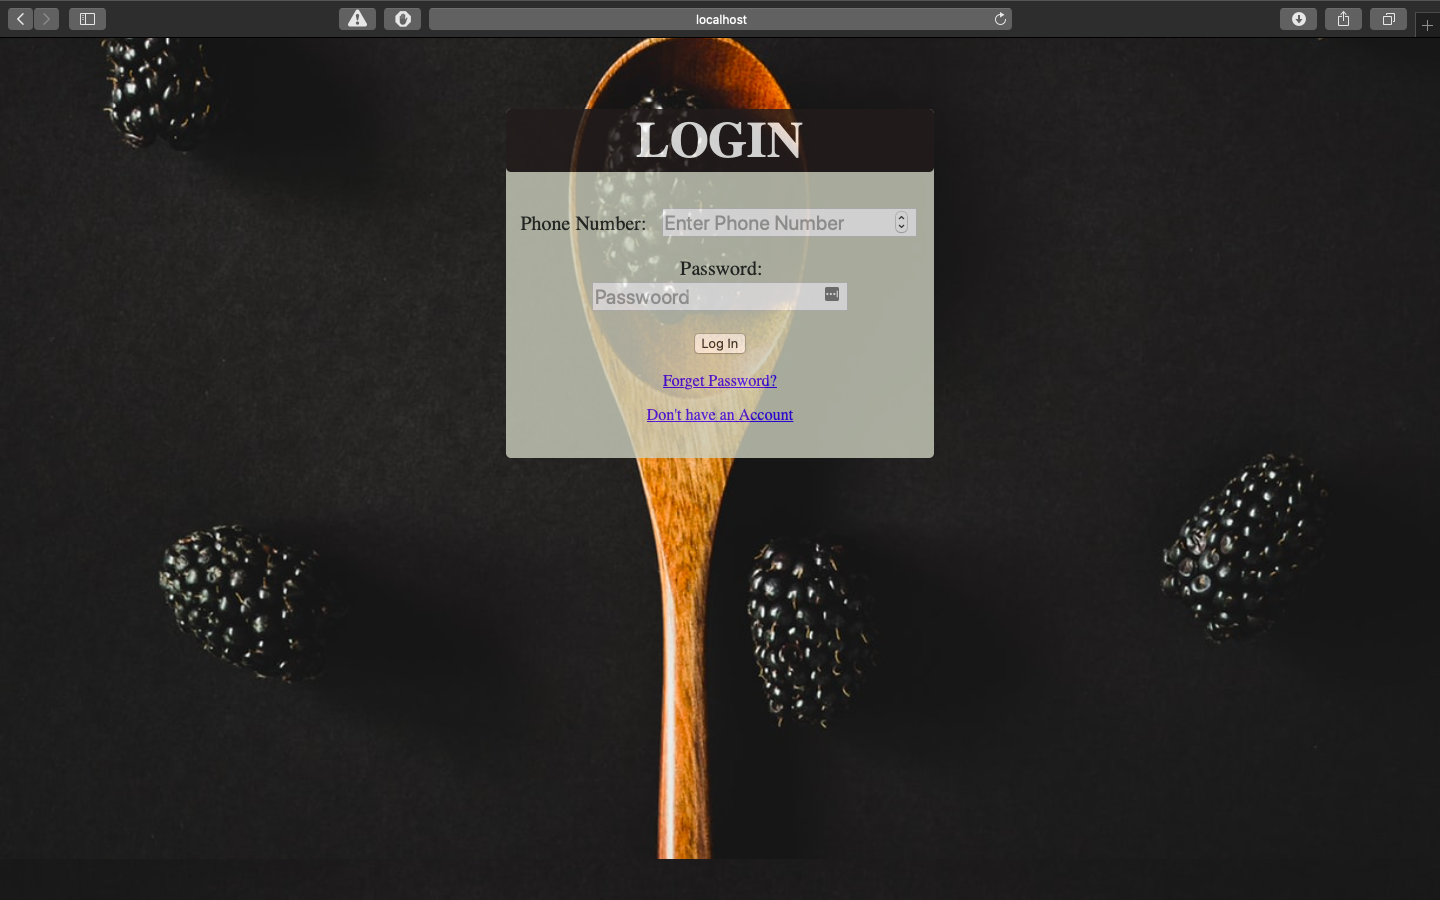 localhost
LOGIN
Phone Number: Enter Phone Number
Password:
Passwoord
Log In
Forget Password?
Don't have an Account